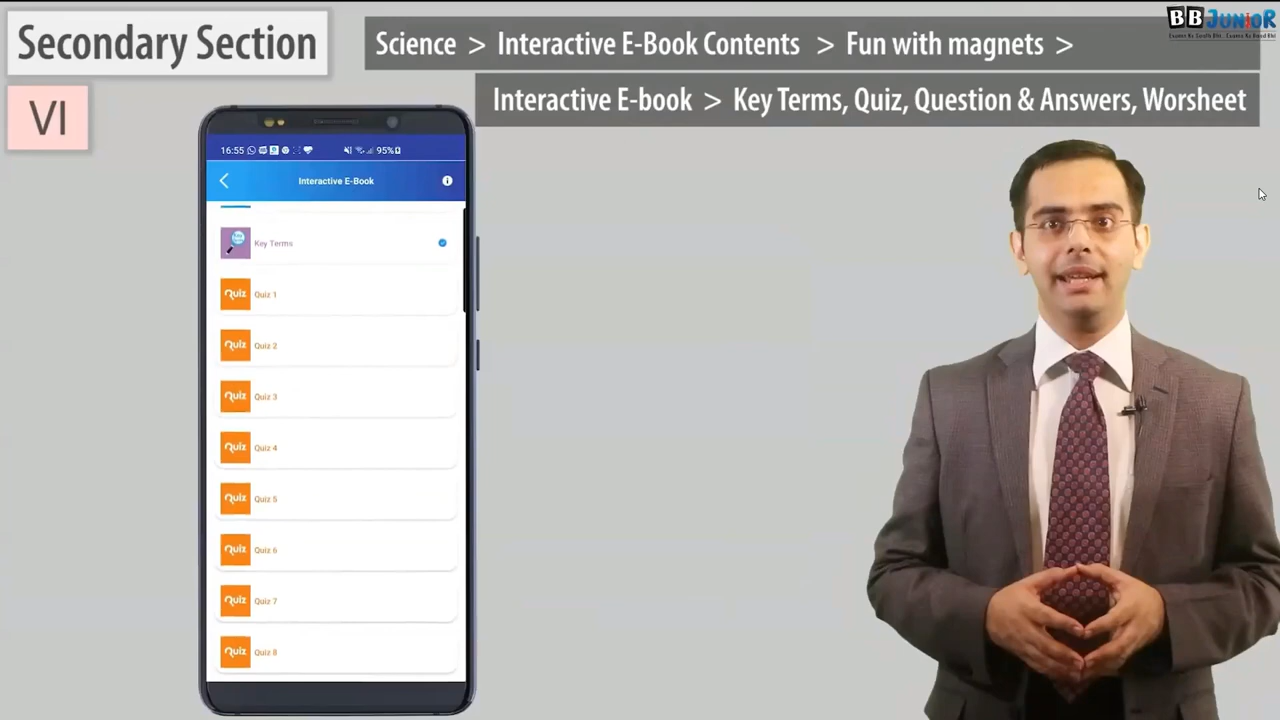 Secondary Section
Science > Interactive E-Book Contents > Fun with magnets >
BBJUNIOR
VI
Interactive E-book > Key Terms, Quiz, Question & Answers, Worsheet
16:55 95%
Interactive E-Book
Key Terms
Quiz Quiz 1
Quiz Quiz 2
Quiz Quiz 3
Quiz Quiz 4
Quiz Quiz 5
Quiz Quiz 6
Quiz Quiz 7
Quiz Quiz 8